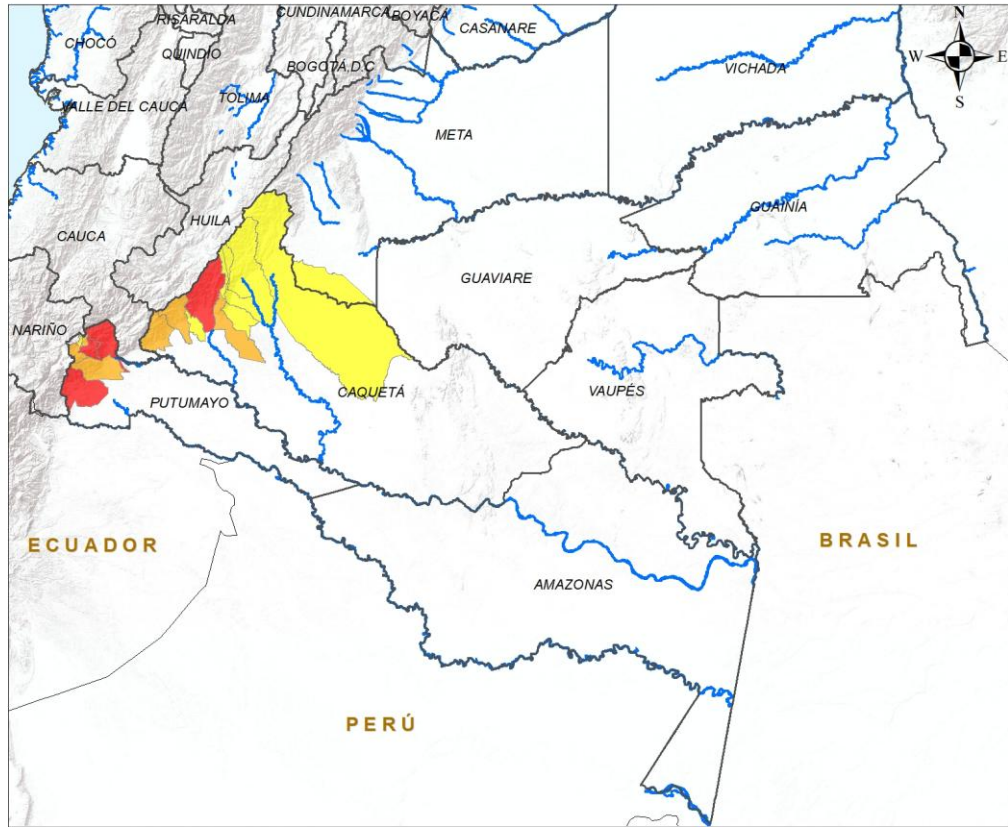 CUNDINAMARCA
BOYACÁ
RISARALDA
CASANARE
N
CHOCÓ
QUINDIO
BOGOTÁ D.C
W
E
VICHADA
S
VALLE DEL CAUCA
TOLIMA
META
GUAINÍA
HUILA
CAUCA
GUAVIARE
NARIÑO
CAQUETÁ
VAUPÉS
PUTUMAYO
ECUADOR
BRASIL
AMAZONAS
PERÚ